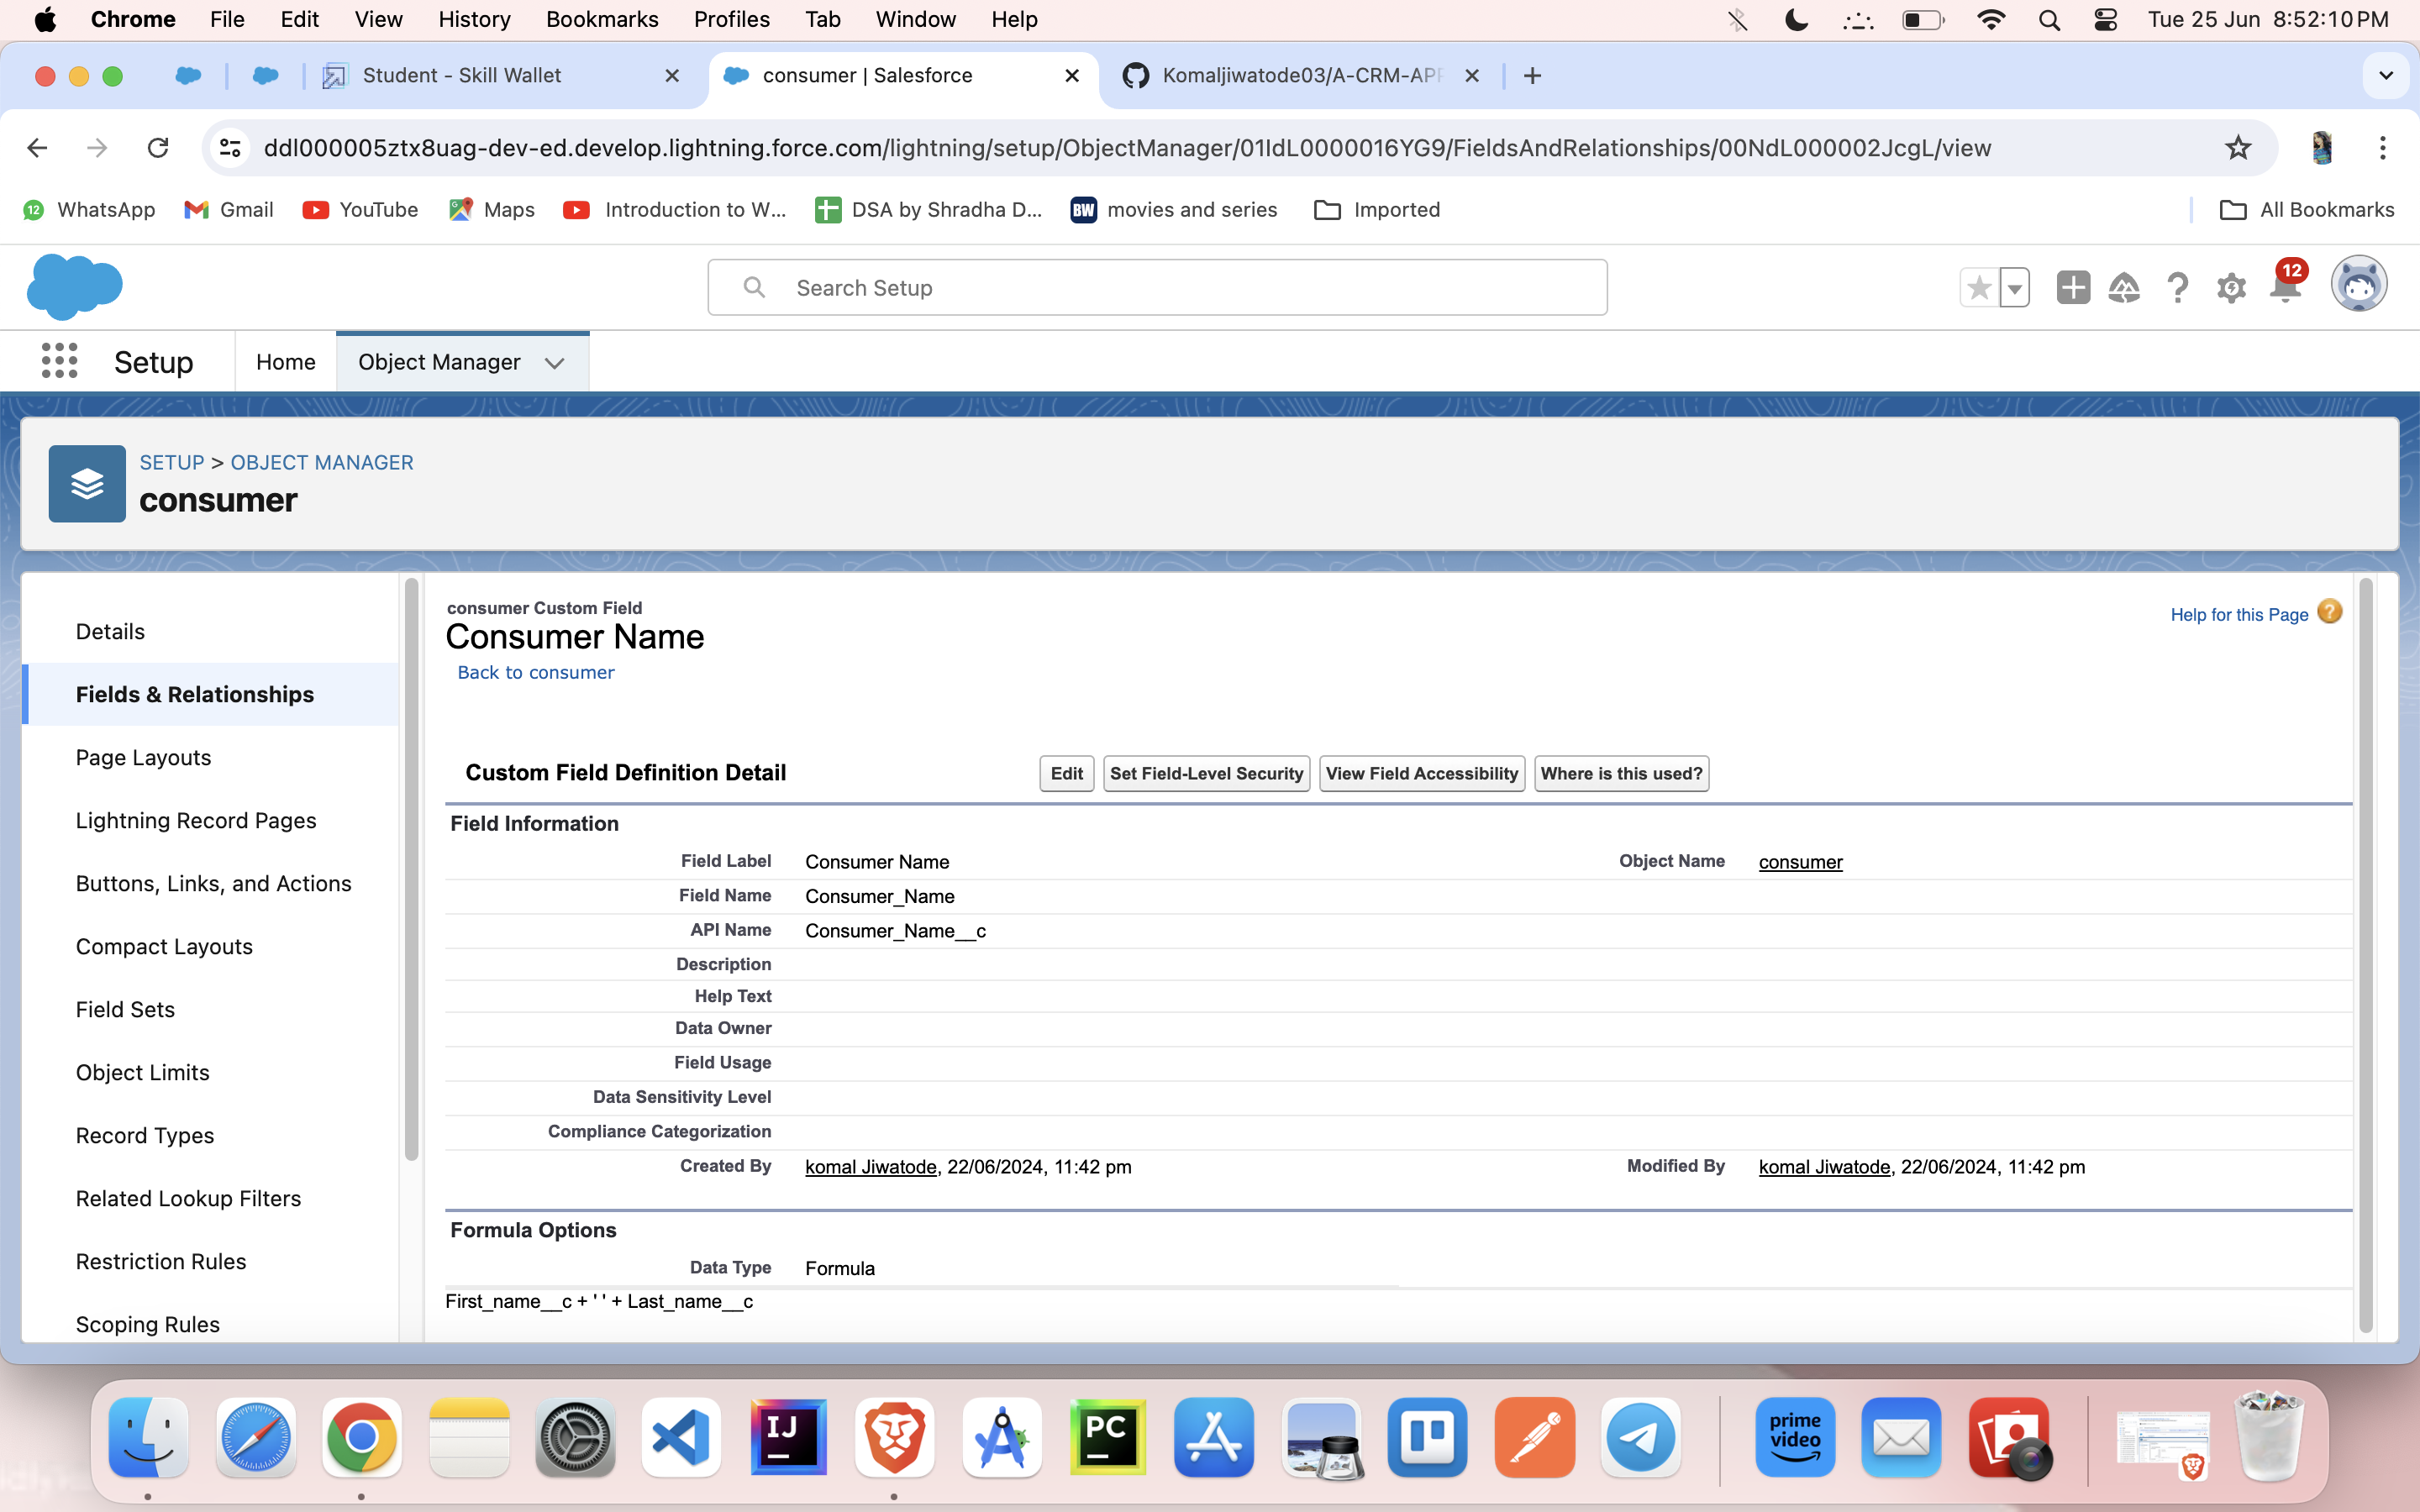 Chrome File Edit View History Bookmarks Profiles Tab Window Help Tue 25 Jun 8:52:10 PM
Student - Skill Wallet consumer | Salesforce Komaljiwatode03/A-CRM-APP
ddl000005ztx8uag-dev-ed.develop.lightning.force.com/lightning/setup/ObjectManager/01IdL0000016YG9/FieldsAndRelationships/00NdL000002JcgL/view
12 WhatsApp Gmail YouTube Maps Introduction to W... DSA by Shradha D... BW movies and series Imported All Bookmarks
Search Setup 12
Setup Home Object Manager
SETUP > OBJECT MANAGER
consumer
Details
Fields & Relationships
Page Layouts
Lightning Record Pages
Buttons, Links, and Actions
Compact Layouts
Field Sets
Object Limits
Record Types
Related Lookup Filters
Restriction Rules
Scoping Rules
consumer Custom Field
Consumer Name
Back to consumer
Help for this Page ?
Custom Field Definition Detail Edit Set Field-Level Security View Field Accessibility Where is this used?
Field Information
Field Label Consumer Name Object Name consumer
Field Name Consumer_Name
API Name Consumer_Name__c
Description
Help Text
Data Owner
Field Usage
Data Sensitivity Level
Compliance Categorization
Created By komal Jiwatode, 22/06/2024, 11:42 pm Modified By komal Jiwatode, 22/06/2024, 11:42 pm
Formula Options
Data Type Formula
First_name__c + ' ' + Last_name__c
IJ PC prime video